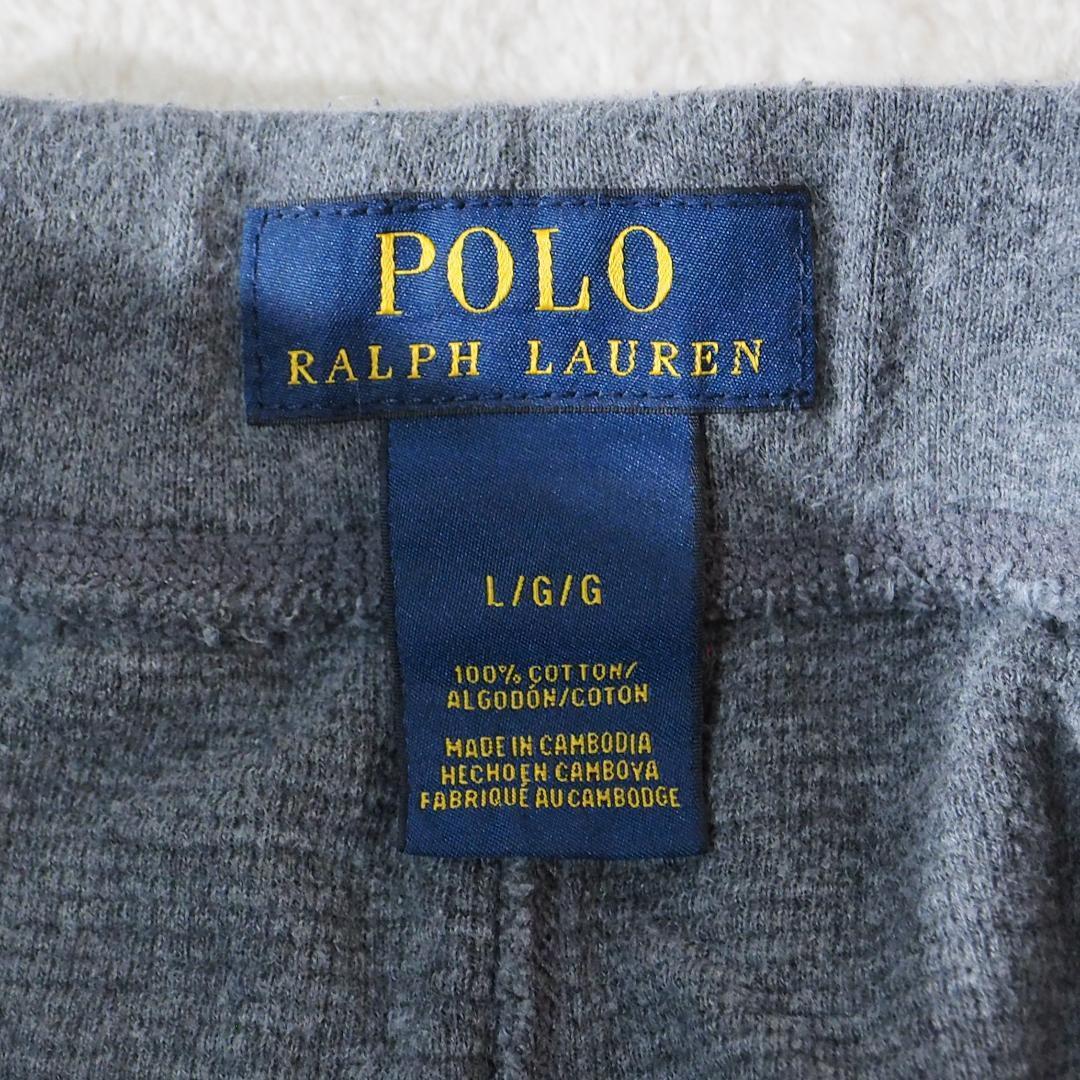 POLO
RALPH LAUREN
L/G/G
100% COTTON/
ALGODÓN/COTON
MADE IN CAMBODIA
HECHO EN CAMBOYA
FABRIQUÉ AU CAMBODGE